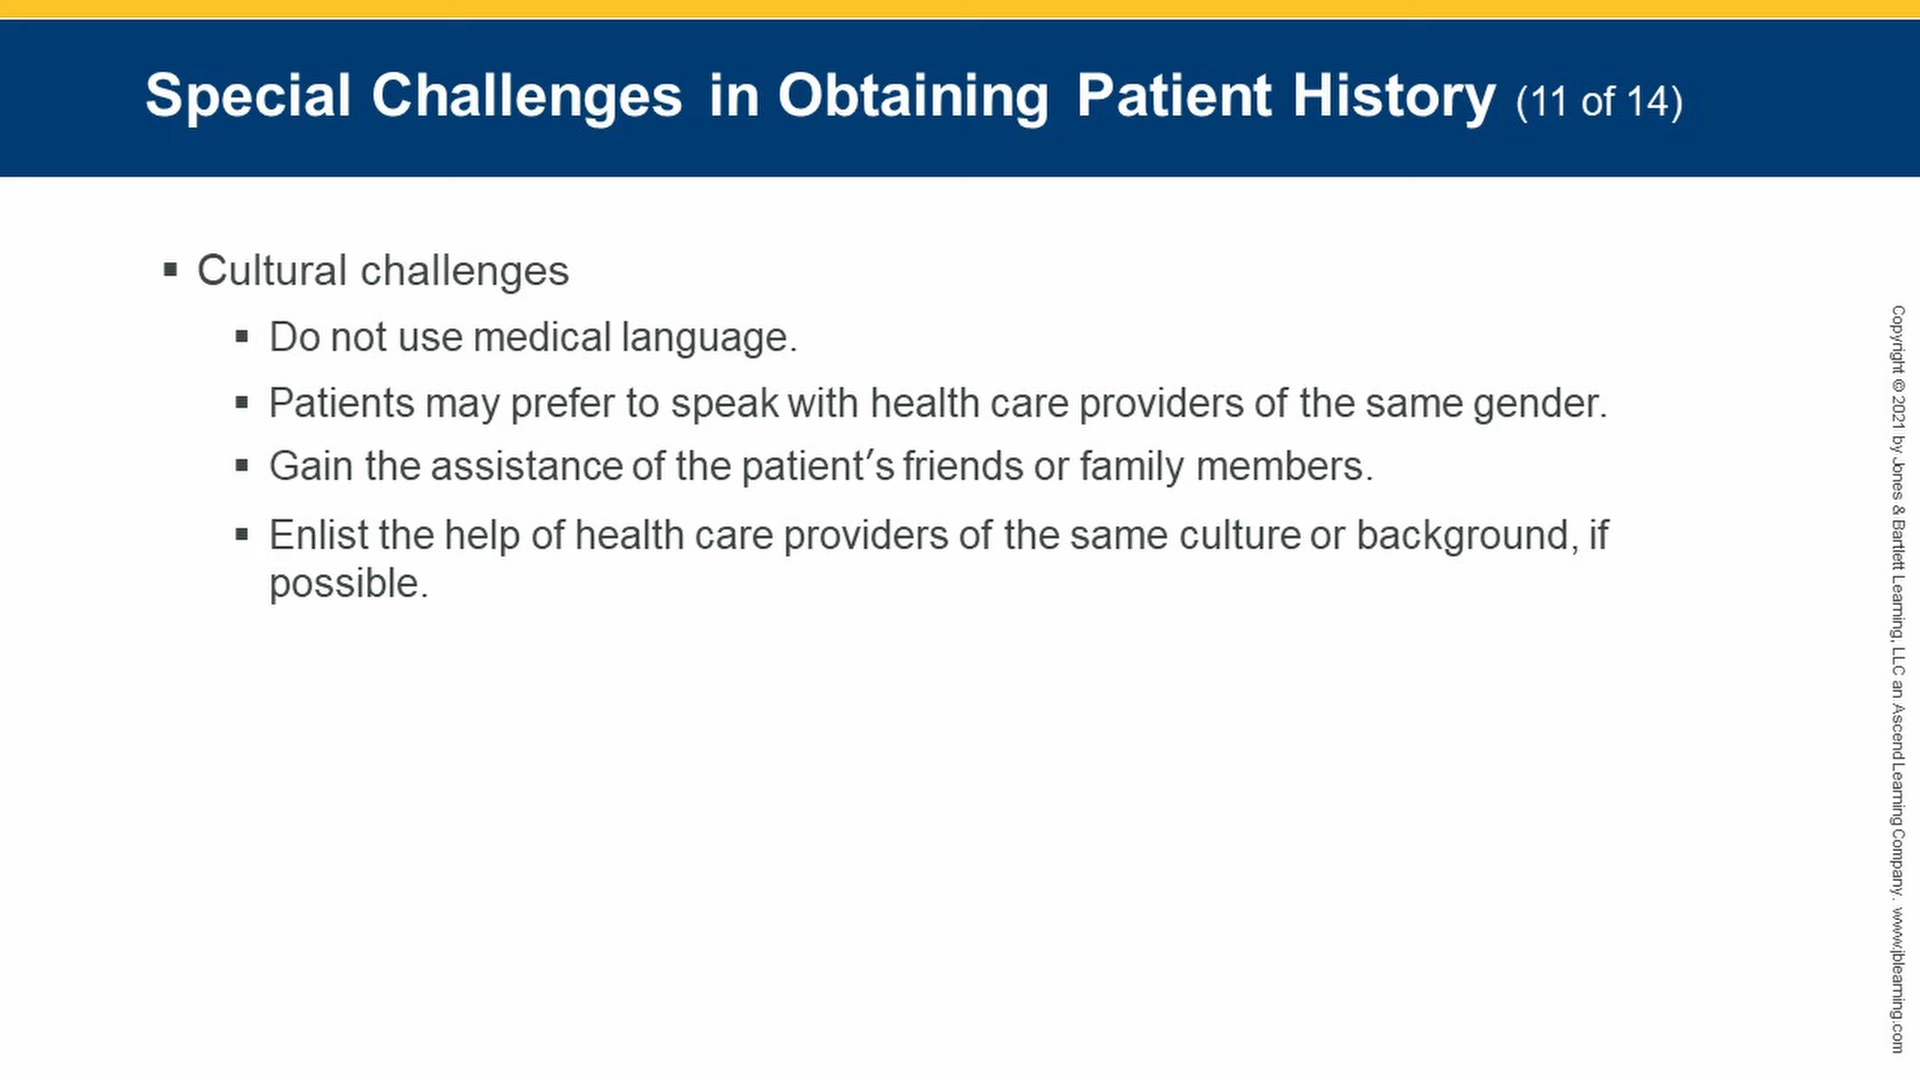 Special Challenges in Obtaining Patient History (11 of 14)
▪ Cultural challenges
▪ Do not use medical language.
▪ Patients may prefer to speak with health care providers of the same gender.
▪ Gain the assistance of the patient′s friends or family members.
▪ Enlist the help of health care providers of the same culture or background, if
possible.
Copyright © 2021 by Jones & Bartlett Learning, LLC an Ascend Learning Company. www.jblearning.com